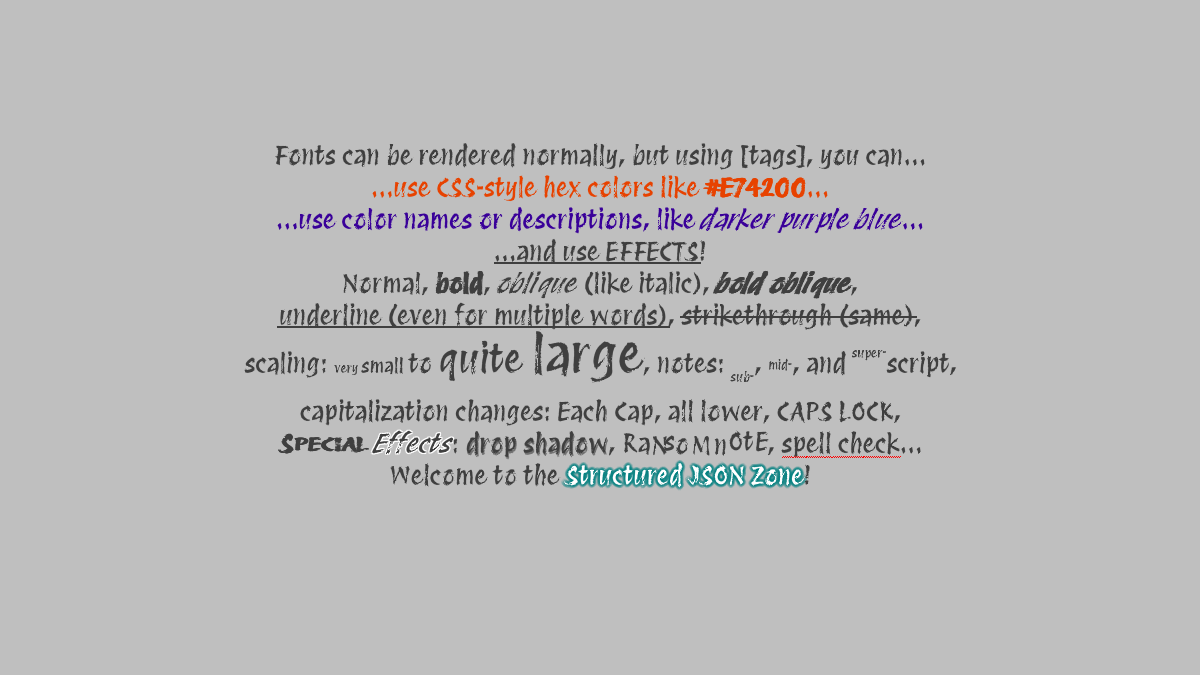 Fonts can be rendered normally, but using [tags], you can...
...use CSS-style hex colors like #E74200...
...use color names or descriptions, like darker purple blue...
...and use EFFECTS!
Normal, bold, oblique (like italic), bold oblique,
underline (even for multiple words), strikethrough (same),
scaling: very small to quite large, notes: sub-, mid-, and super-script,
capitalization changes: Each Cap, all lower, CAPS LOCK,
SPECIAL Effects: drop shadow, RaNSoMnOtE, spell check...
Welcome to the Structured JSON Zone!